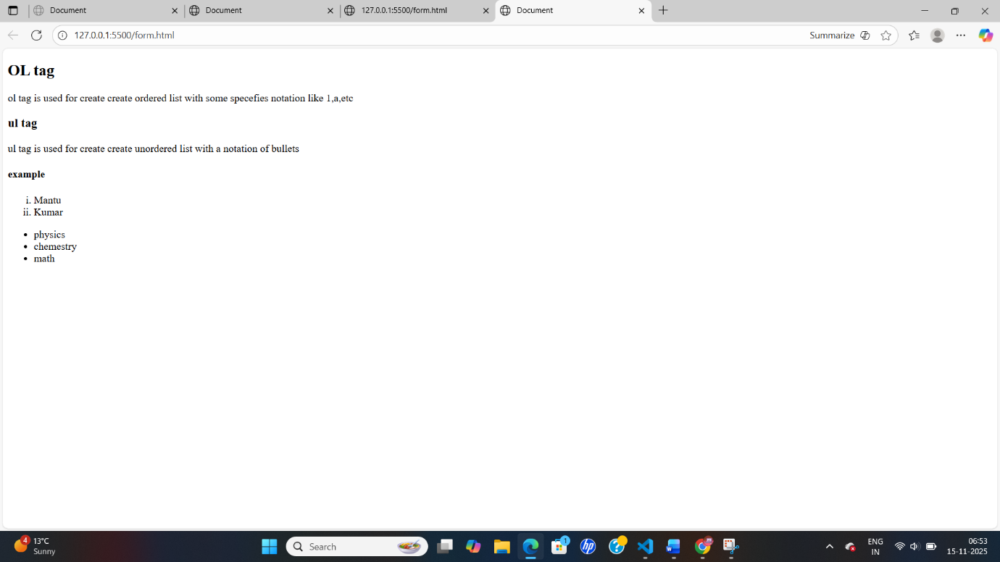 Document
Document
127.0.0.1:5500/form.html
Document
127.0.0.1:5500/form.html
Summarize
OL tag
ol tag is used for create create ordered list with some specefies notation like 1,a,etc
ul tag
ul tag is used for create create unordered list with a notation of bullets
example
i. Mantu
ii. Kumar
• physics
• chemestry
• math
4
13°C
Sunny
Search
1
hp
ENG
IN
06:53
15-11-2025